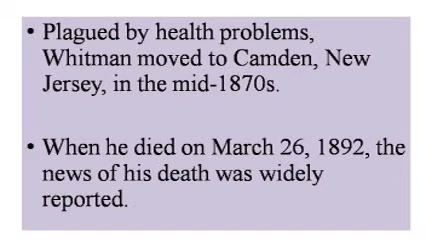 • Plagued by health problems,
Whitman moved to Camden, New
Jersey, in the mid-1870s.
• When he died on March 26, 1892, the
news of his death was widely
reported.